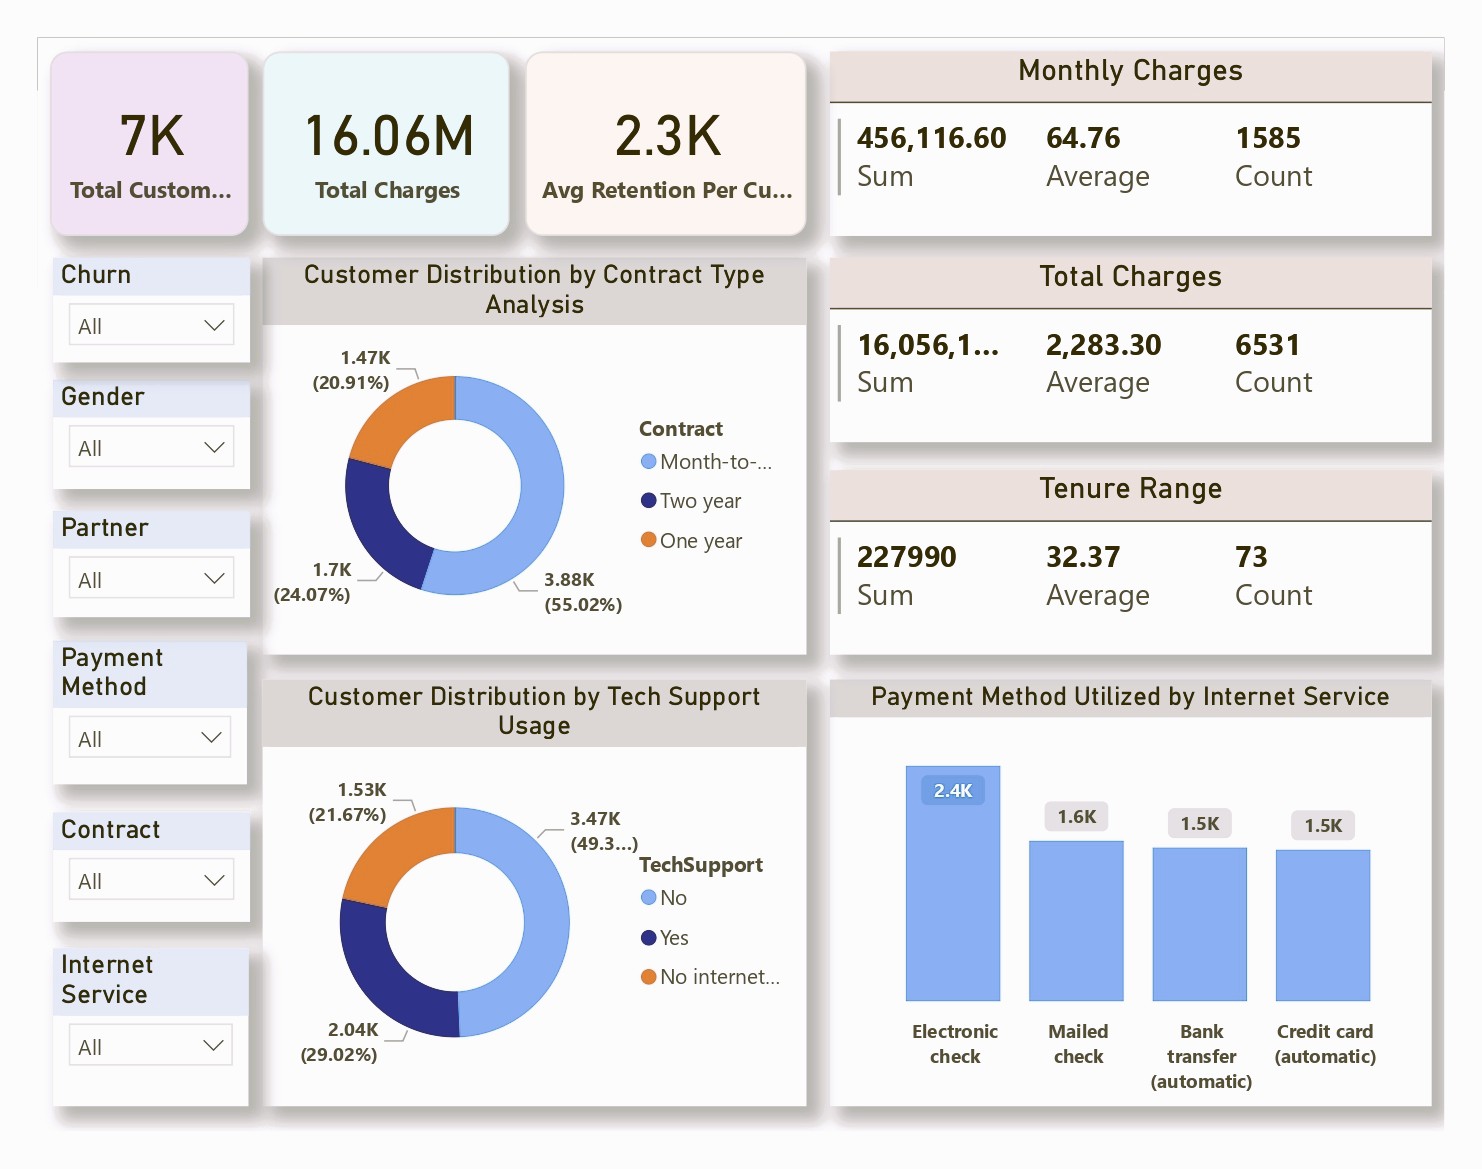 7K
Total Custom...
16.06M
Total Charges
2.3K
Avg Retention Per Cu...
Monthly Charges
456,116.60 64.76 1585
Sum Average Count
Churn
All
Gender
All
Partner
All
Payment
Method
All
Contract
All
Internet
Service
All
Customer Distribution by Contract Type
Analysis
1.47K
(20.91%)
1.7K
(24.07%)
3.88K
(55.02%)
Contract
Month-to-...
Two year
One year
Total Charges
16,056,1... 2,283.30 6531
Sum Average Count
Tenure Range
227990 32.37 73
Sum Average Count
Customer Distribution by Tech Support
Usage
1.53K
(21.67%)
3.47K
(49.3...)
2.04K
(29.02%)
TechSupport
No
Yes
No internet...
Payment Method Utilized by Internet Service
2.4K
1.6K
1.5K
1.5K
Electronic
check
Mailed
check
Bank
transfer
(automatic)
Credit card
(automatic)